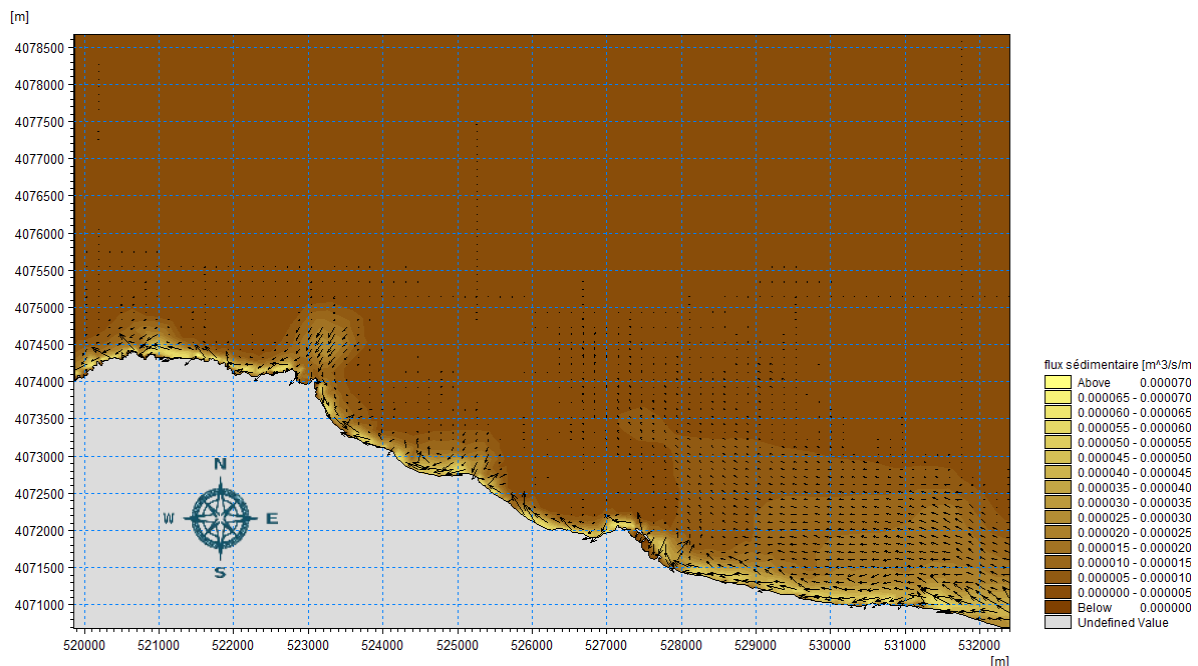 [m]
4078500
4078000
4077500
4077000
4076500
4076000
4075500
4075000
4074500
4074000
4073500
4073000
4072500
4072000
4071500
4071000
N
W E
S
520000 521000 522000 523000 524000 525000 526000 527000 528000 529000 530000 531000 532000
[m]
flux sédimentaire [m^3/s/m
Above 0.000070
0.000065 - 0.000070
0.000060 - 0.000065
0.000055 - 0.000060
0.000050 - 0.000055
0.000045 - 0.000050
0.000040 - 0.000045
0.000035 - 0.000040
0.000030 - 0.000035
0.000025 - 0.000030
0.000020 - 0.000025
0.000015 - 0.000020
0.000010 - 0.000015
0.000005 - 0.000010
0.000000 - 0.000005
Below 0.000000
Undefined Value